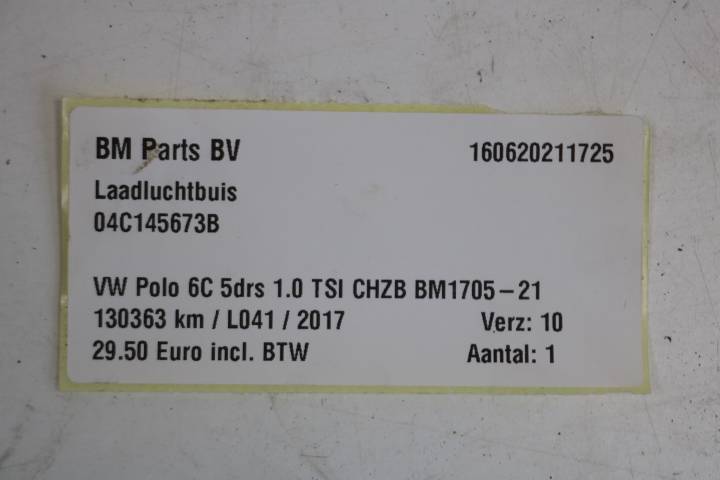 BM Parts BV 160620211725
Laadluchtbuis
04C145673B
VW Polo 6C 5drs 1.0 TSI CHZB BM1705-21
130363 km / L041 / 2017 Verz: 10
29.50 Euro incl. BTW Aantal: 1